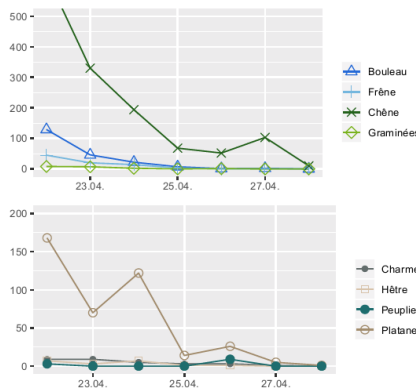 500
400
300
200
100
0
23.04.
25.04.
27.04.
Bouleau
Frêne
Chêne
Graminées
200
150
100
50
0
23.04.
25.04.
27.04.
Charme
Hêtre
Peuplie
Platane